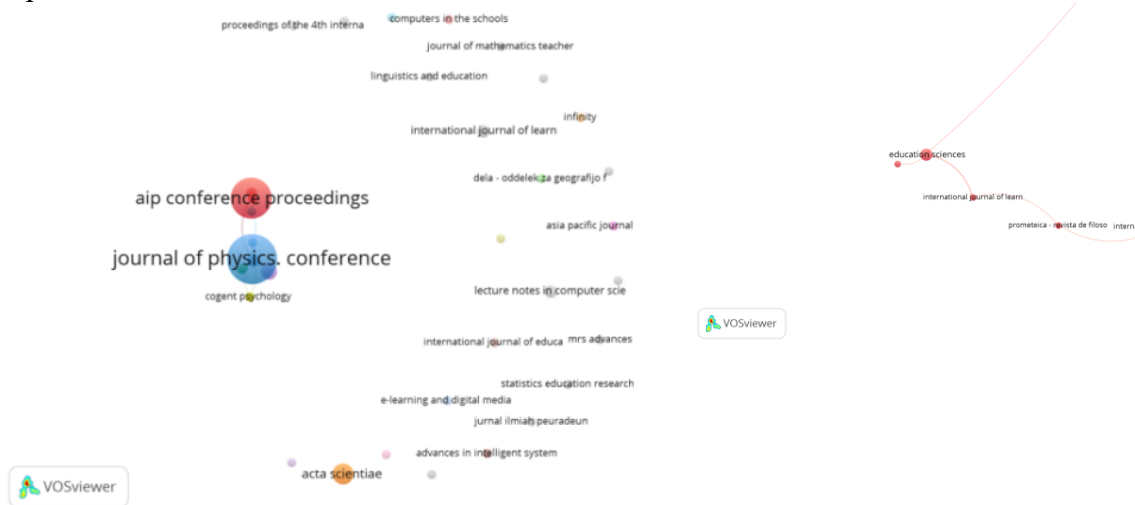 proceedings of the 4th interna
computers in the schools
journal of mathematics teacher
linguistics and education
infinity
international journal of learn
dela - oddelek za geografijo f
aip conference proceedings
asia pacific journal
journal of physics. conference
cogent psychology
lecture notes in computer scie
international journal of educa
mrs advances
statistics education research
e-learning and digital media
jurnal ilmiah peuradeun
advances in intelligent system
acta scientiae
VOSviewer
education sciences
international journal of learn
prometeica - revista de filoso
intern
VOSviewer